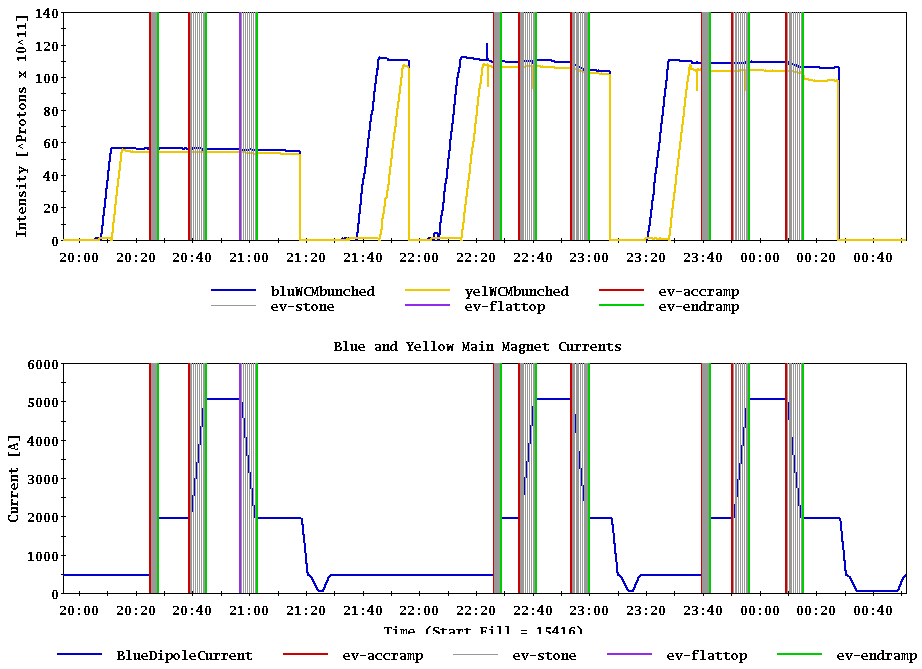 140
120
100
80
60
40
20
0
Intensity [^Protons x 10^11]
20:00 20:20 20:40 21:00 21:20 21:40 22:00 22:20 22:40 23:00 23:20 23:40 00:00 00:20 00:40
bluWCMbunched yelWCMbunched ev-accramp
ev-stone ev-flattop ev-endramp
Blue and Yellow Main Magnet Currents
6000
5000
4000
3000
2000
1000
0
Current [A]
20:00 20:20 20:40 21:00 21:20 21:40 22:00 22:20 22:40 23:00 23:20 23:40 00:00 00:20 00:40
Time (Start Fill = 15416)
BlueDipoleCurrent ev-accramp ev-stone ev-flattop ev-endramp